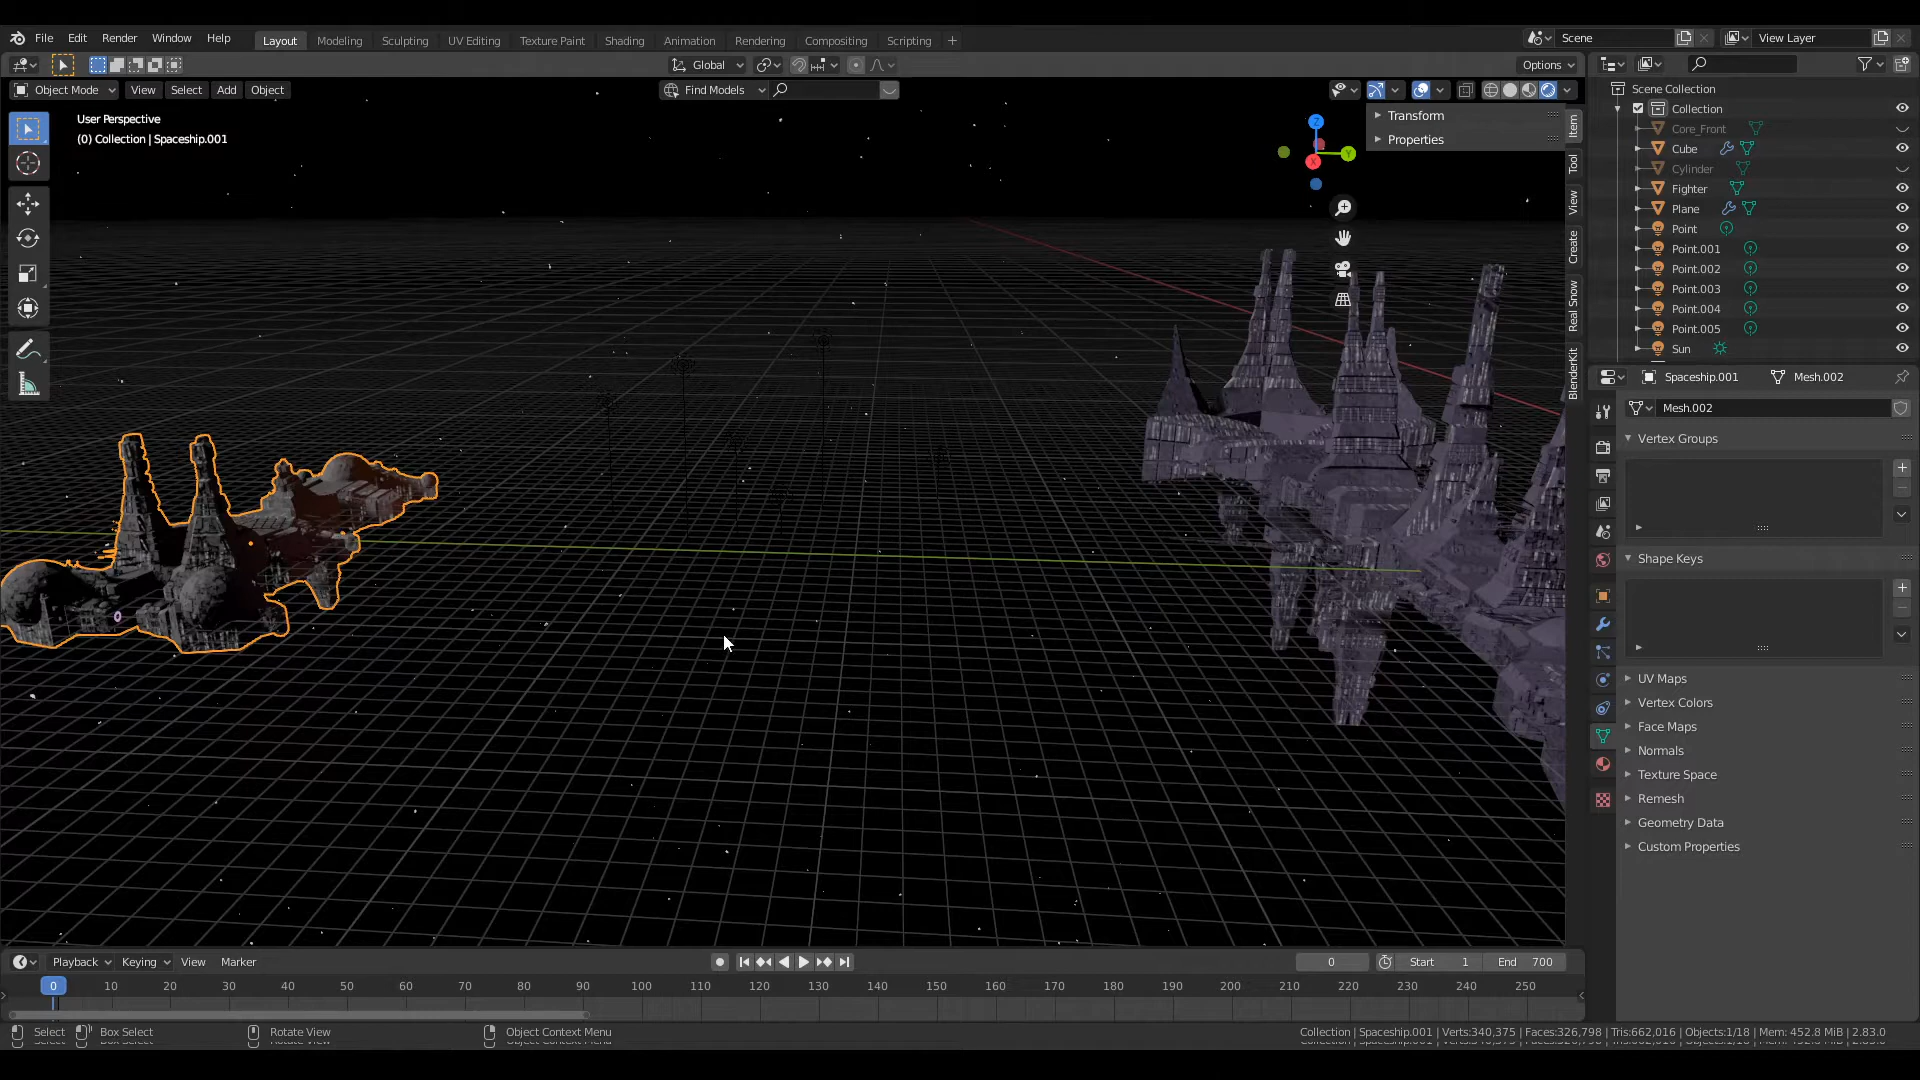 File Edit Render Window Help Layout Modeling Sculpting UV Editing Texture Paint Shading Animation Rendering Compositing Scripting + Scene View Layer
Global Options
Object Mode View Select Add Object Find Models
User Perspective
(0) Collection | Spaceship.001
Transform
Properties
Item
Tool
View
Create
Real Snow
BlenderKit
X
Y
Z
Scene Collection
Collection
Core_Front
Cube
Cylinder
Fighter
Plane
Point
Point.001
Point.002
Point.003
Point.004
Point.005
Sun
Spaceship.001 Mesh.002
Mesh.002
Vertex Groups
Shape Keys
UV Maps
Vertex Colors
Face Maps
Normals
Texture Space
Remesh
Geometry Data
Custom Properties
Playback Keying View Marker 0 Start 1 End 700
0 10 20 30 40 50 60 70 80 90 100 110 120 130 140 150 160 170 180 190 200 210 220 230 240 250
Select Box Select Rotate View Object Context Menu Collection | Spaceship.001 | Verts:340,375 | Faces:326,798 | Tris:662,016 | Objects:1/18 | Mem: 452.8 MiB | 2.83.0